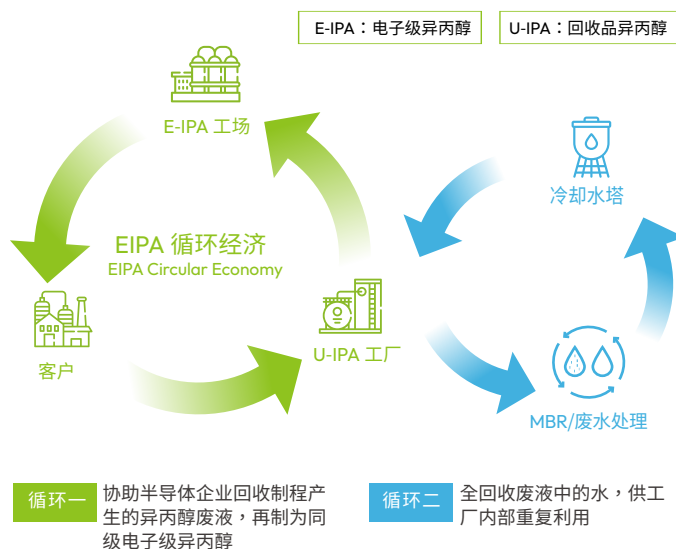 E-IPA：电子级异丙醇
U-IPA：回收品异丙醇
E-IPA 工场
冷却水塔
EIPA 循环经济
EIPA Circular Economy
U-IPA 工厂
客户
MBR/废水处理
循环一
协助半导体企业回收制程产
生的异丙醇废液，再制为同
级电子级异丙醇
循环二
全回收废液中的水，供工
厂内部重复利用